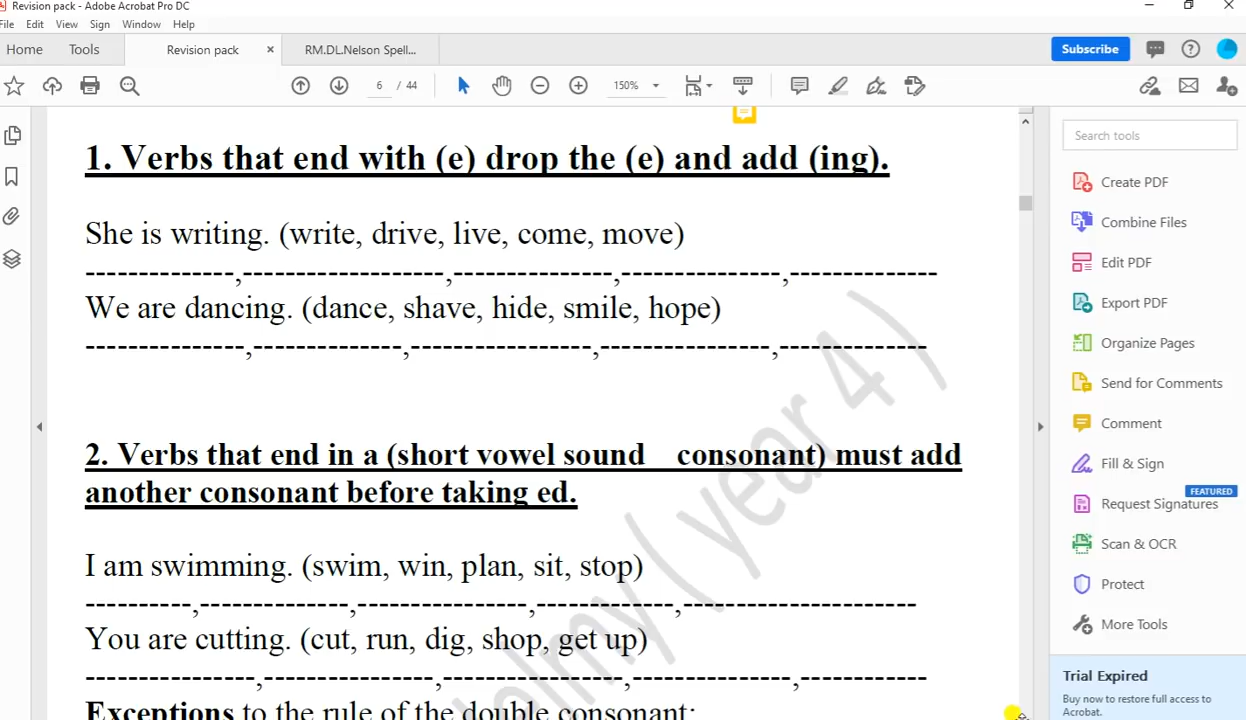 Revision pack - Adobe Acrobat Pro DC
File Edit View Sign Window Help
Home Tools Revision pack × RM.DL.Nelson Spell... Subscribe
6 / 44 150%
1. Verbs that end with (e) drop the (e) and add (ing).
She is writing. (write, drive, live, come, move)
--------------,-------------------,---------------,---------------,--------------
We are dancing. (dance, shave, hide, smile, hope)
---------------,--------------,-----------------,----------------,--------------
2. Verbs that end in a (short vowel sound consonant) must add
another consonant before taking ed.
I am swimming. (swim, win, plan, sit, stop)
----------,--------------,----------------,-------------,----------------------
You are cutting. (cut, run, dig, shop, get up)
----------------,----------------,-----------------,---------------,------------
Exceptions to the rule of the double consonant:
( year 4 )
Search tools
Create PDF
Combine Files
Edit PDF
Export PDF
Organize Pages
Send for Comments
Comment
Fill & Sign
FEATURED
Request Signatures
Scan & OCR
Protect
More Tools
Trial Expired
Buy now to restore full access to
Acrobat.